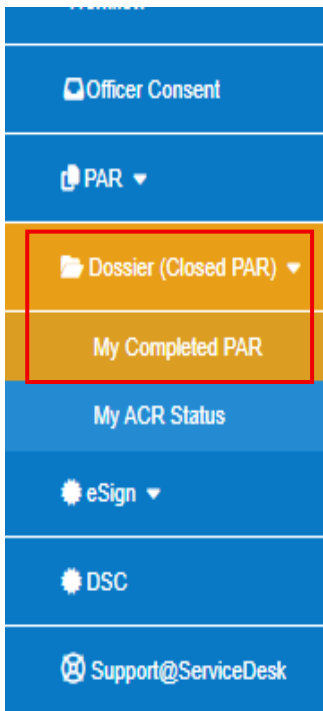 Officer Consent
PAR
Dossier (Closed PAR)
My Completed PAR
My ACR Status
eSign
DSC
Support@ServiceDesk